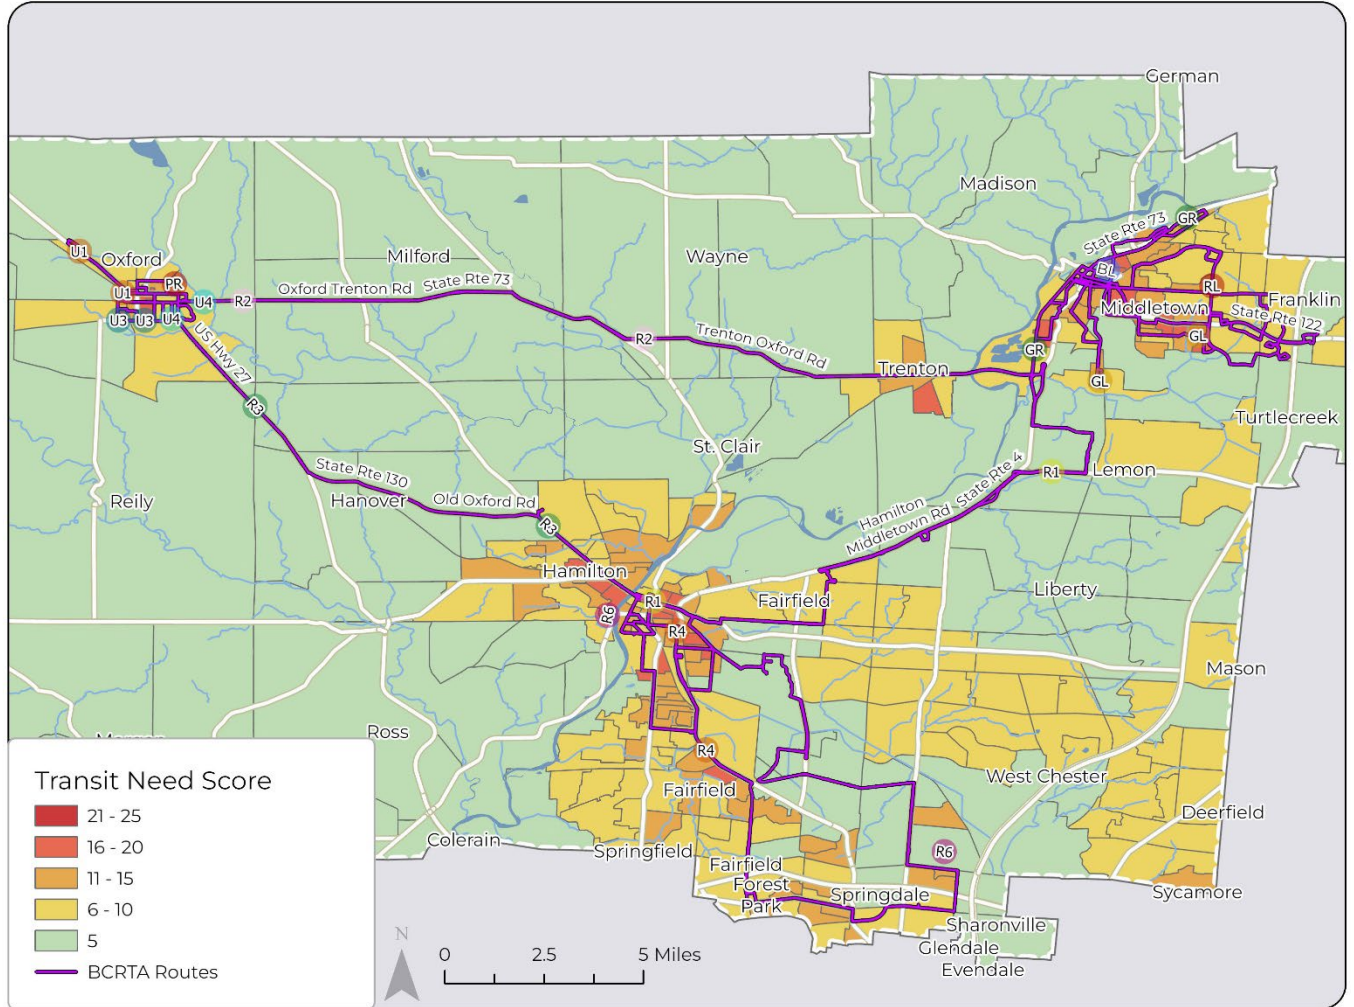 German
Madison
State Rte 73
GR
U1
Oxford
Milford
Wayne
BL
PR
U1
U4
R2
Oxford Trenton Rd
State Rte 73
RL
Franklin
Middletown
State Rte 122
U3
U3
U4
US Hwy 27
R2
Trenton Oxford Rd
GR
GL
Trenton
GL
R3
Turtlecreek
St. Clair
State Rte 130
R1
Lemon
Reily
Hanover
Old Oxford Rd
R3
Hamilton
Middletown Rd
State Rte 4
Hamilton
Liberty
R1
Fairfield
R6
R4
Mason
Ross
R4
West Chester
Fairfield
Deerfield
Colerain
Springfield
R6
Fairfield
Forest
Park
Springdale
Sycamore
Sharonville
Glendale
Evendale
Transit Need Score
21 - 25
16 - 20
11 - 15
6 - 10
5
BCRTA Routes
N
0 2.5 5 Miles